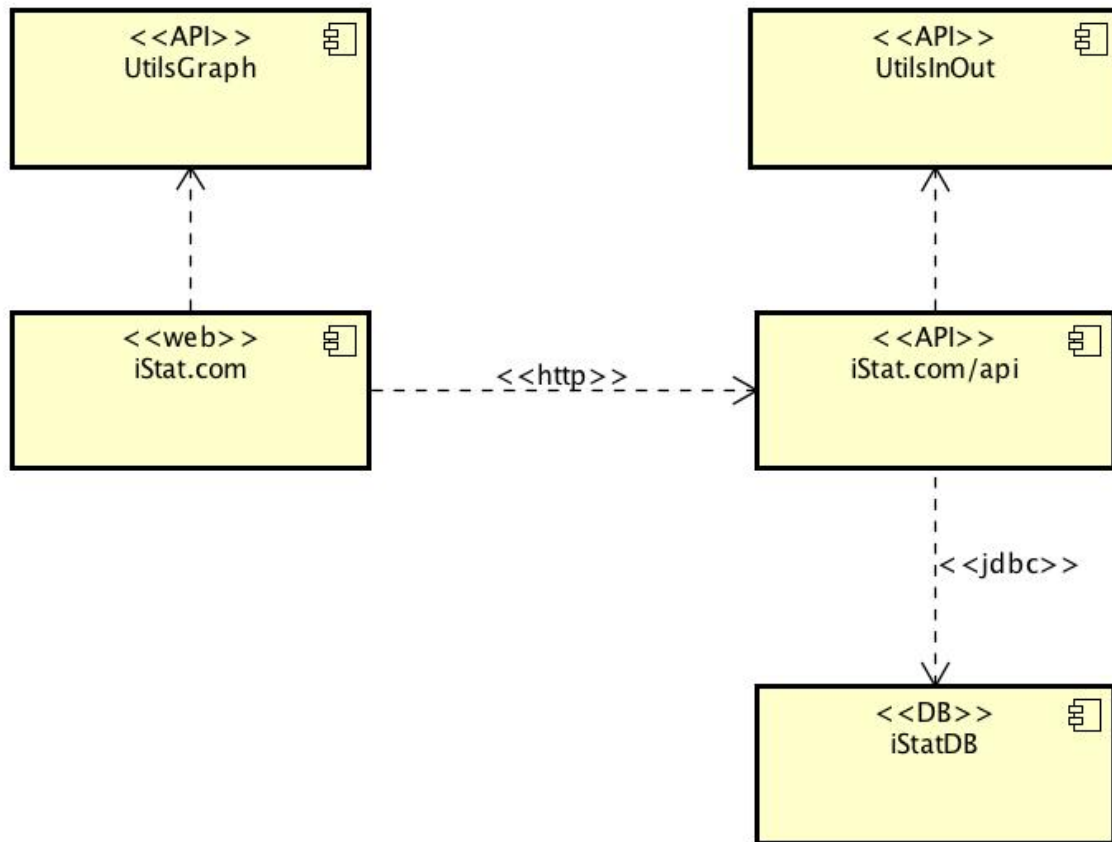 <<API>>
UtilsGraph
<<API>>
UtilsInOut
<<web>>
iStat.com
<<http>>
<<API>>
iStat.com/api
<<jdbc>>
<<DB>>
iStatDB